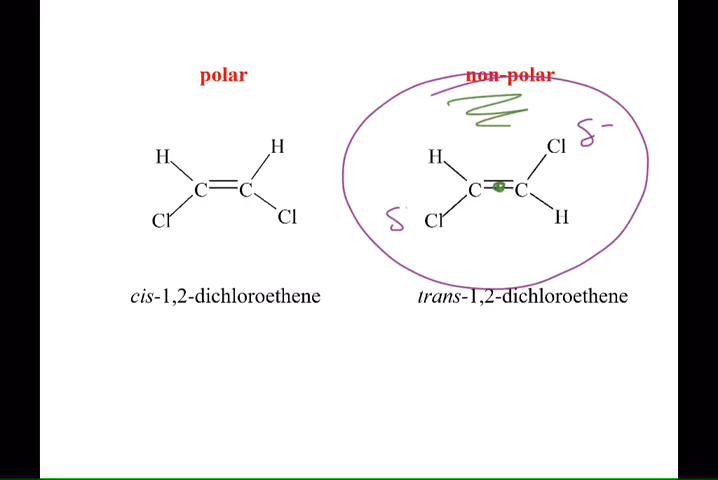 polar non-polar
H H H Cl δ-
C C C C
Cl Cl δ Cl H
cis-1,2-dichloroethene trans-1,2-dichloroethene